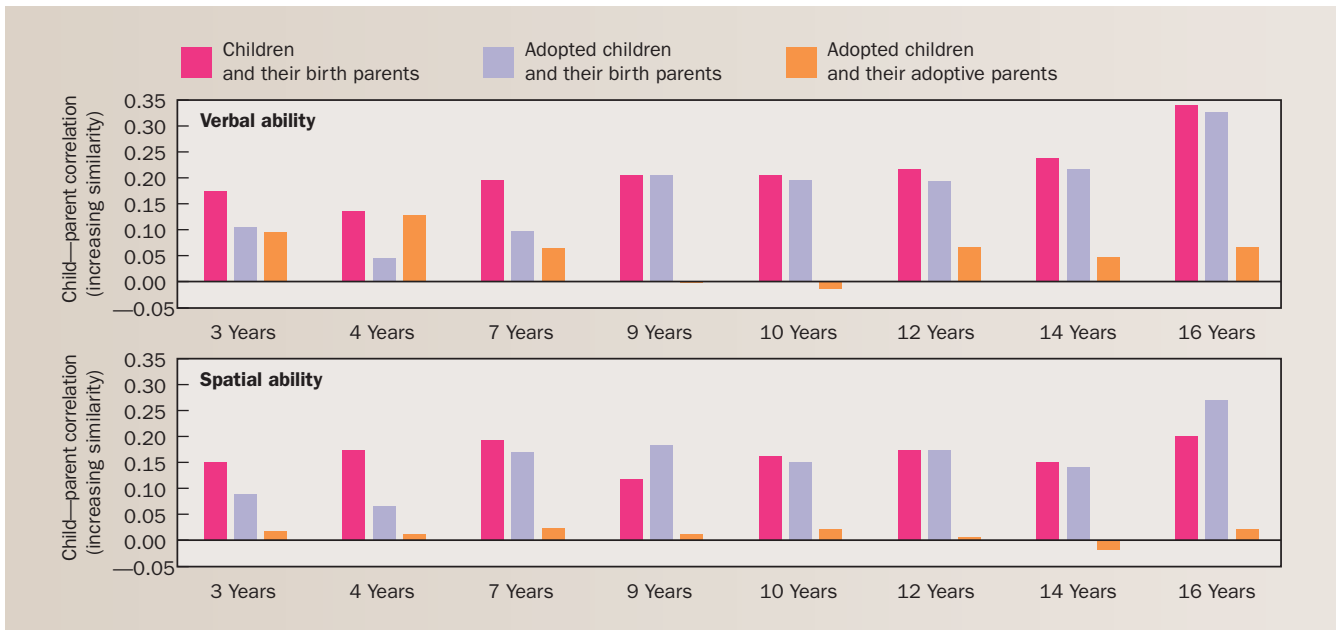 Children
and their birth parents
Adopted children
and their birth parents
Adopted children
and their adoptive parents
Child—parent correlation
(increasing similarity)
0.35
0.30
0.25
0.20
0.15
0.10
0.05
0.00
—0.05
Verbal ability
3 Years
4 Years
7 Years
9 Years
10 Years
12 Years
14 Years
16 Years
Child—parent correlation
(increasing similarity)
0.35
0.30
0.25
0.20
0.15
0.10
0.05
0.00
—0.05
Spatial ability
3 Years
4 Years
7 Years
9 Years
10 Years
12 Years
14 Years
16 Years